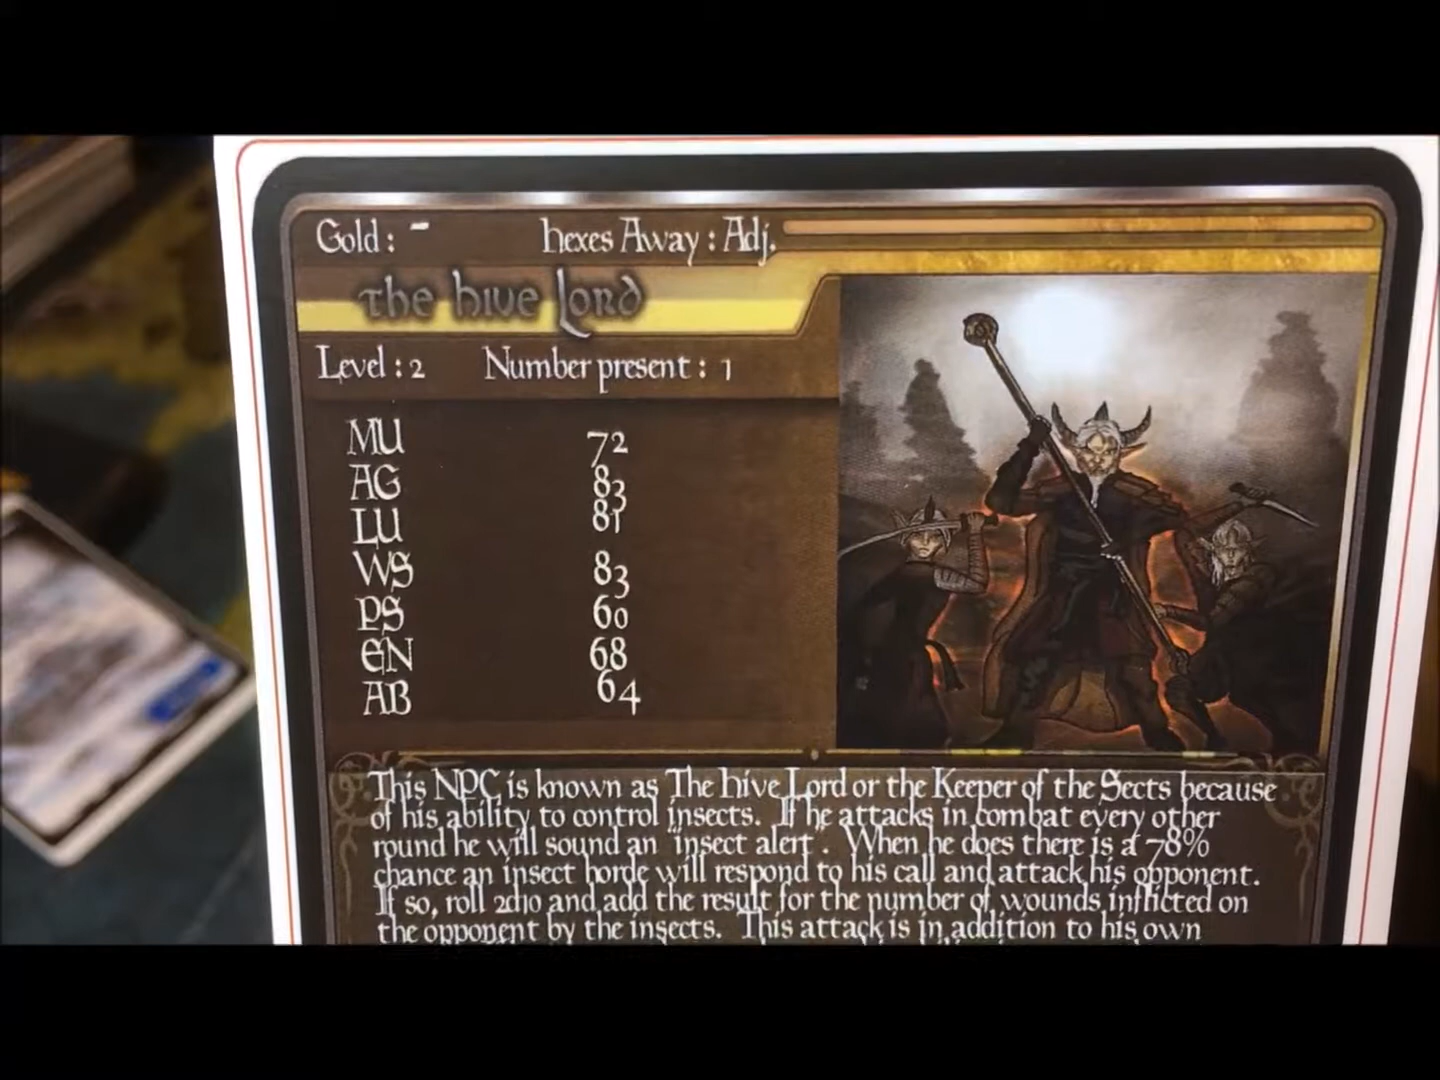 Gold : - hexes Away : Adj.
the hive Lord
Level : 2 Number present : 1
MU 72
AG 83
LU 81
WS 83
PS 60
EN 68
AB 64
This NPC is known as The hive Lord or the Keeper of the Sects because
of his ability to control insects. If he attacks in combat every other
round he will sound an "insect alert". When he does there is a 78%
chance an insect horde will respond to his call and attack his opponent.
If so, roll 2d10 and add the result for the number of wounds inflicted on
the opponent by the insects. This attack is in addition to his own